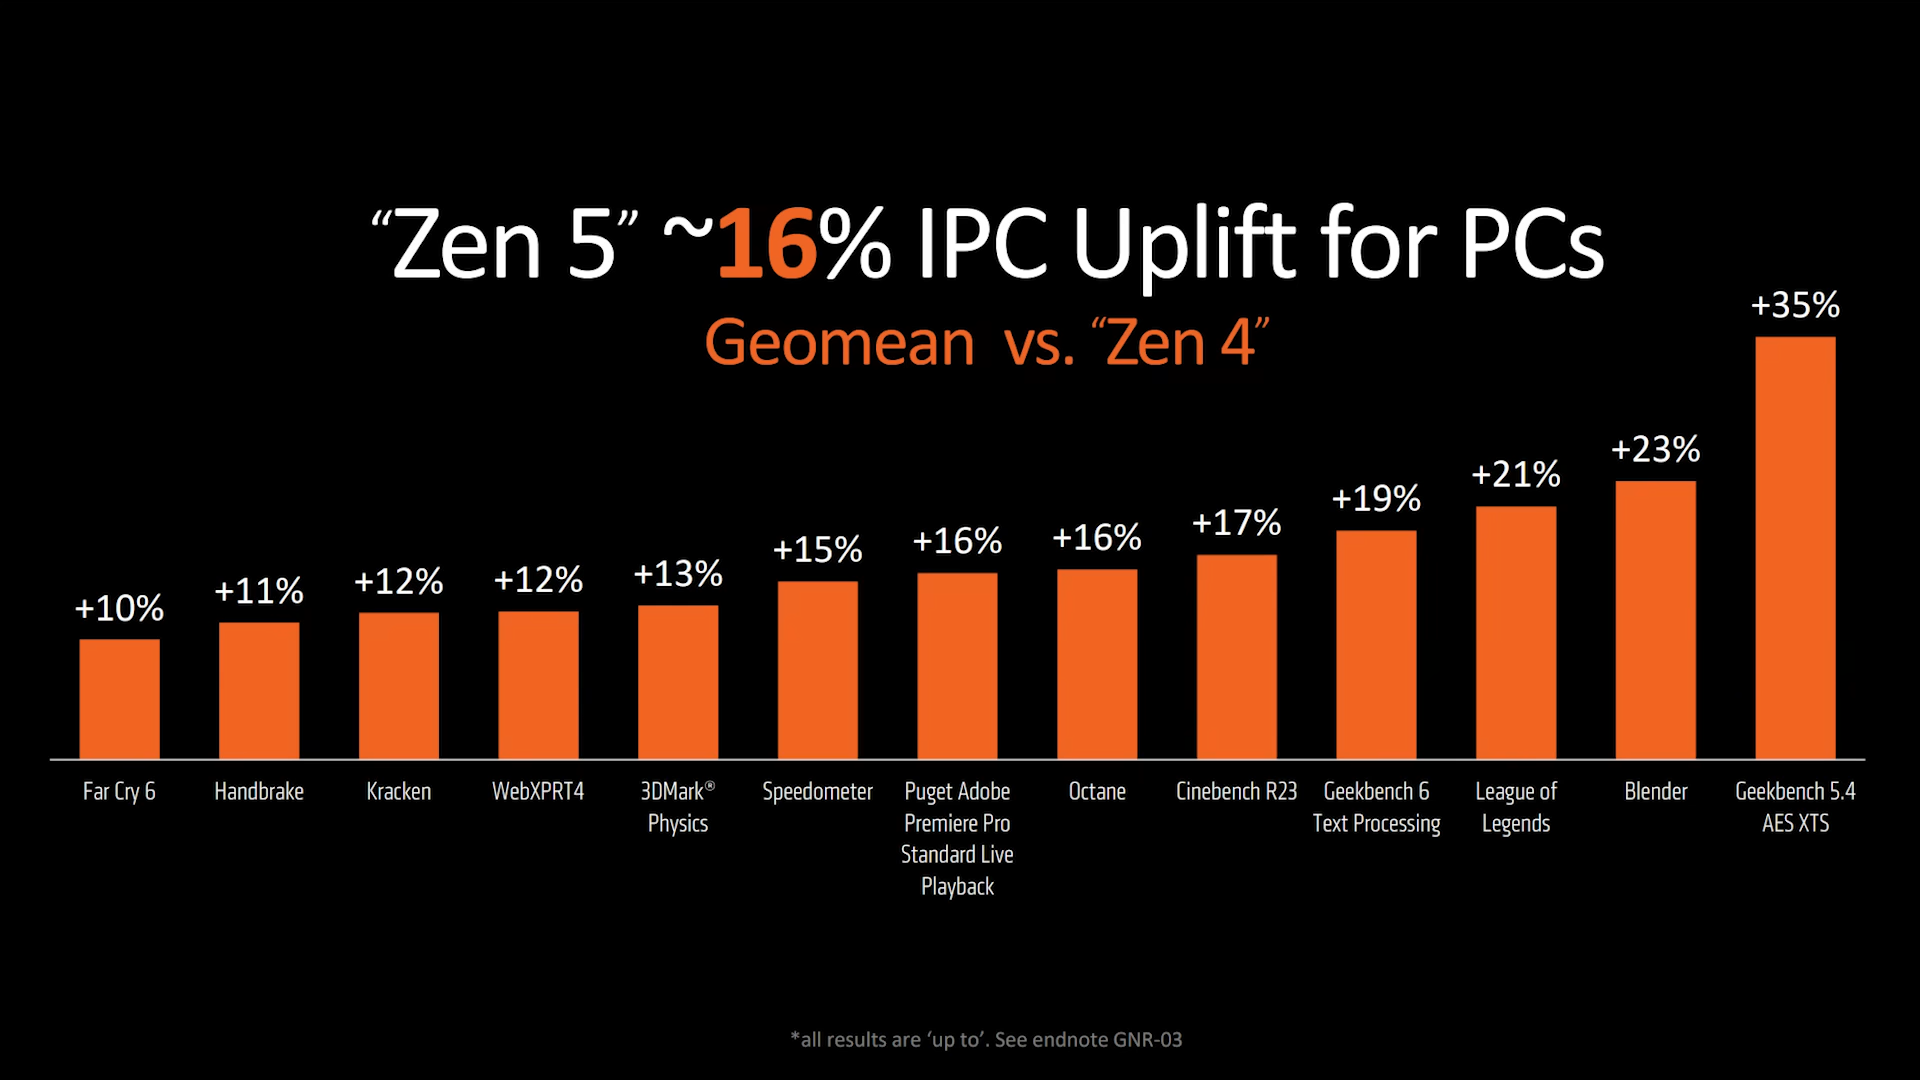 “Zen 5” ~16% IPC Uplift for PCs
Geomean vs. “Zen 4”
+10%
+11%
+12%
+12%
+13%
+15%
+16%
+16%
+17%
+19%
+21%
+23%
+35%
Far Cry 6
Handbrake
Kracken
WebXPRT4
3DMark®
Physics
Speedometer
Puget Adobe
Premiere Pro
Standard Live
Playback
Octane
Cinebench R23
Geekbench 6
Text Processing
League of
Legends
Blender
Geekbench 5.4
AES XTS
*all results are ‘up to’. See endnote GNR-03